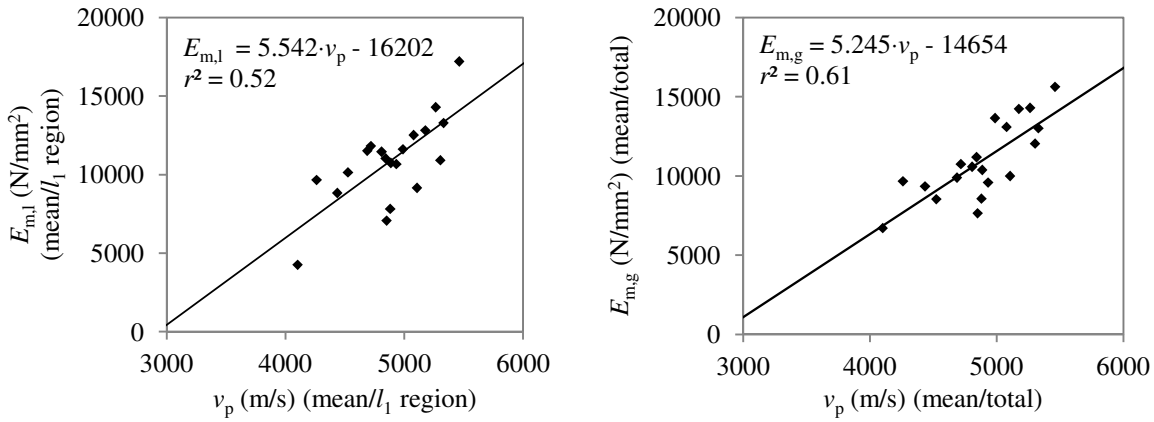 20000
15000
10000
5000
0
E_m,l (N/mm²)
(mean/l₁ region)
E_m,l = 5.542·v_p - 16202
r² = 0.52
3000 4000 5000 6000
v_p (m/s) (mean/l₁ region)
20000
15000
10000
5000
0
E_m,g (N/mm²) (mean/total)
E_m,g = 5.245·v_p - 14654
r² = 0.61
3000 4000 5000 6000
v_p (m/s) (mean/total)